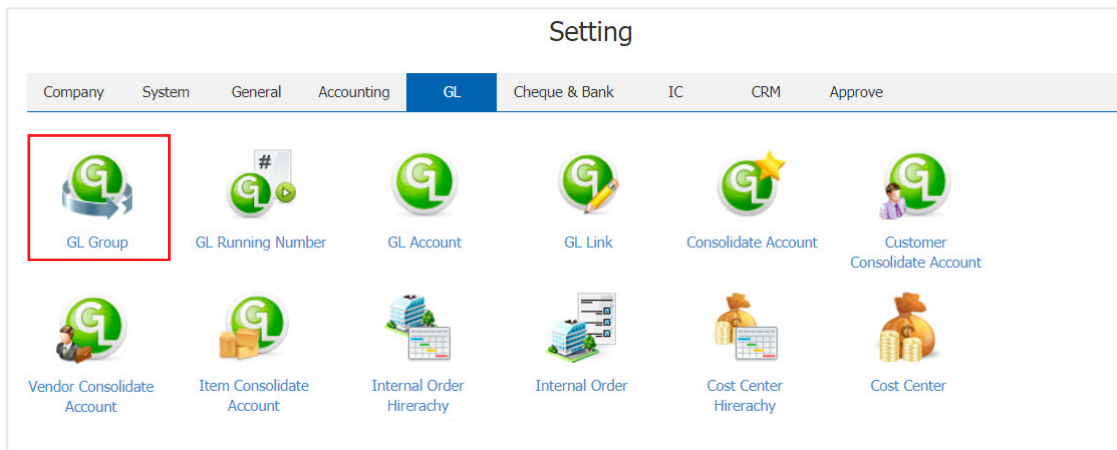 Setting
Company System General Accounting GL Cheque & Bank IC CRM Approve
GL Group GL Running Number GL Account GL Link Consolidate Account Customer
Consolidate Account
Vendor Consolidate Item Consolidate Internal Order Internal Order Cost Center Cost Center
Account Account Hirerachy Hirerachy